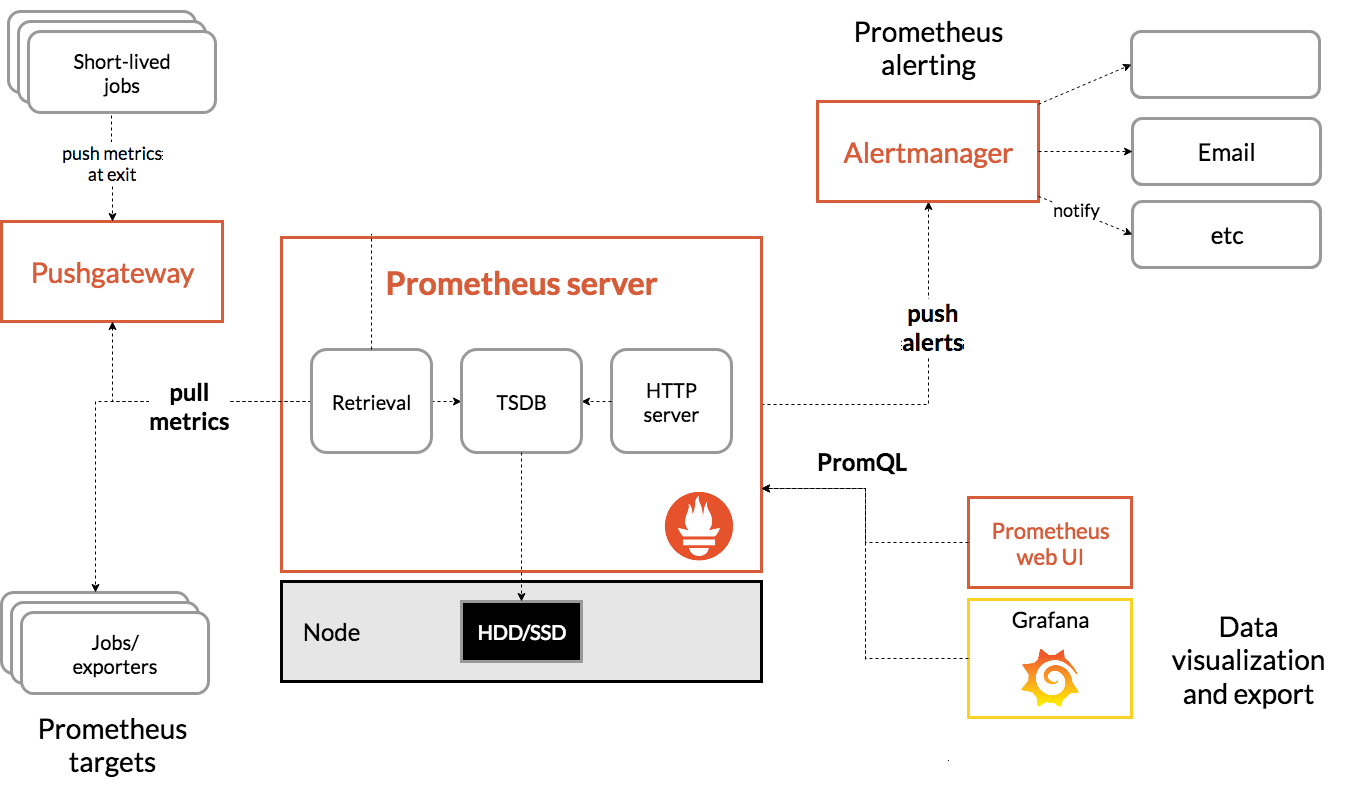 Short-lived
jobs
push metrics
at exit
Pushgateway
pull
metrics
Jobs/
exporters
Prometheus
targets
Prometheus server
Retrieval
TSDB
HTTP
server
Node
HDD/SSD
Prometheus
alerting
Alertmanager
Email
notify
etc
push
alerts
PromQL
Prometheus
web UI
Grafana
Data
visualization
and export